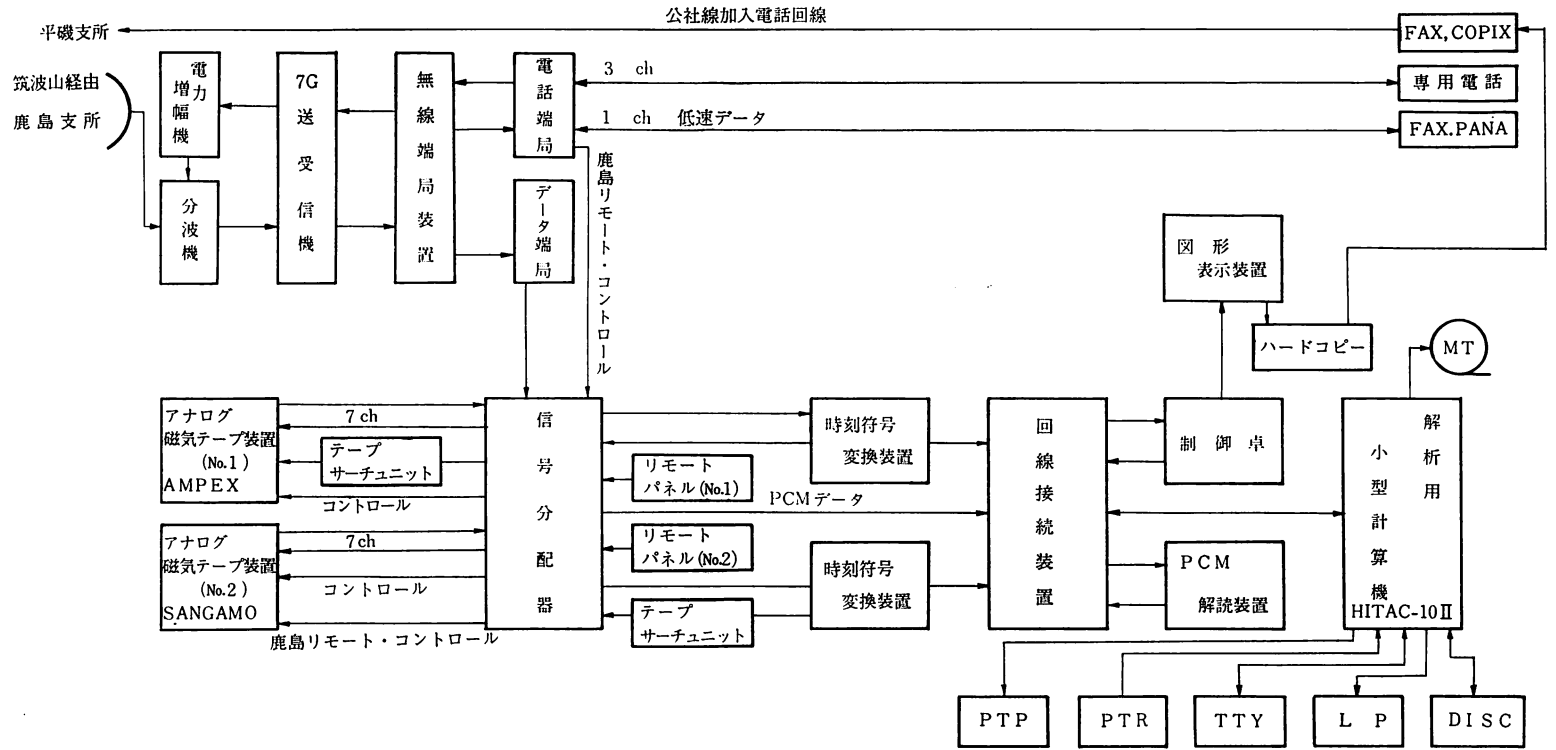 公社線加入電話回線
平磯支所
FAX,COPIX
筑波山経由
鹿島支所
電力
増幅機
7G
送受信機
無線端局装置
電話端局
3 ch
専用電話
1 ch 低速データ
FAX.PANA
分波機
データ端局
鹿島リモート・コントロール
図形
表示装置
ハードコピー
MT
アナログ
磁気テープ装置
(No.1)
AMPEX
7 ch
テープ
サーチュニット
コントロール
信号分配器
時刻符号
変換装置
リモート
パネル(No.1)
PCMデータ
回線接続装置
制御卓
解析用
小型計算機
HITAC-10Ⅱ
アナログ
磁気テープ装置
(No.2)
SANGAMO
7 ch
コントロール
鹿島リモート・コントロール
リモート
パネル(No.2)
時刻符号
変換装置
テープ
サーチュニット
PCM
解読装置
PTP
PTR
TTY
LP
DISC